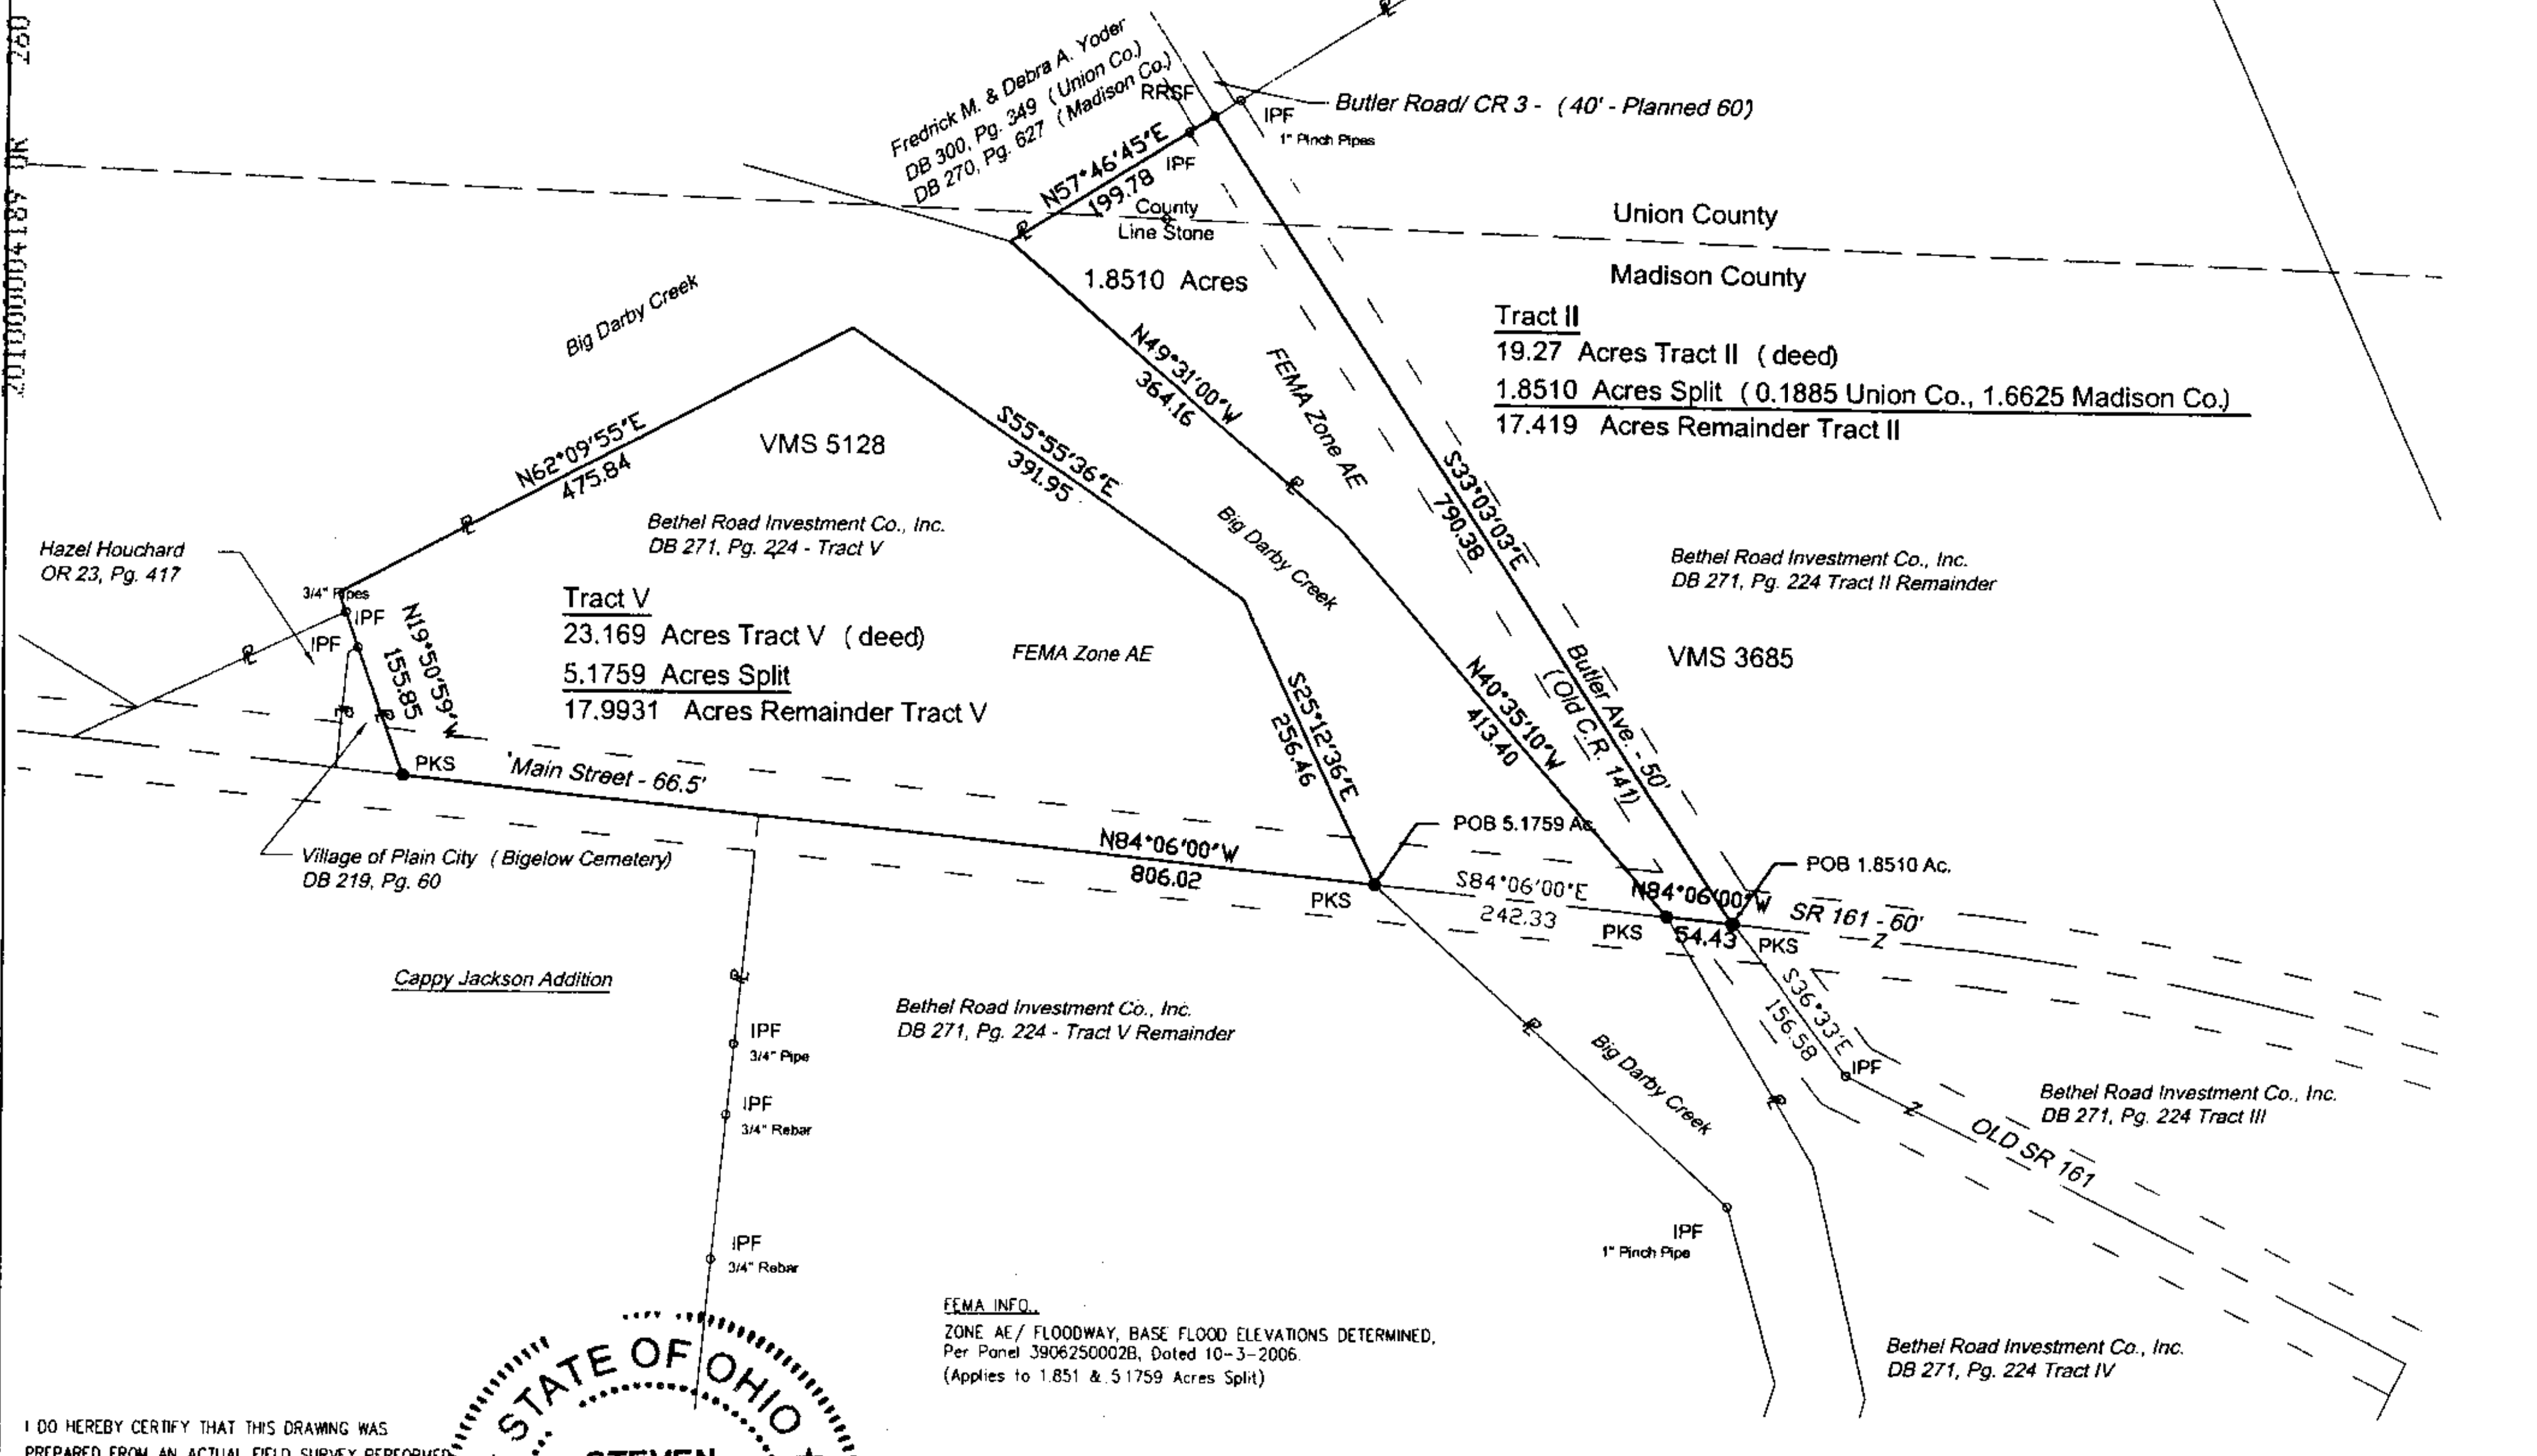 260
201000004189 OR
Fredrick M. & Debra A. Yoder
DB 300, Pg. 349 ( Union Co.)
DB 270, Pg. 627 ( Madison Co.)
RRSF
IPF
1" Pinch Pipes
Butler Road/ CR 3 - ( 40' - Planned 60')
N57°46'45"E
199.78
IPF
County
Line Stone
Union County
Madison County
1.8510 Acres
Big Darby Creek
Tract II
19.27 Acres Tract II ( deed)
1.8510 Acres Split ( 0.1885 Union Co., 1.6625 Madison Co.)
17.419 Acres Remainder Tract II
N49°31'00"W
364.16
FEMA Zone AE
S33°03'03"E
790.38
N62°09'55"E
475.84
VMS 5128
S55°55'36"E
391.95
Big Darby Creek
Bethel Road Investment Co., Inc.
DB 271, Pg. 224 - Tract V
Hazel Houchard
OR 23, Pg. 417
3/4" Pipes
IPF
IPF
N19°50'59"W
155.85
Tract V
23.169 Acres Tract V ( deed)
5.1759 Acres Split
17.9931 Acres Remainder Tract V
FEMA Zone AE
Bethel Road Investment Co., Inc.
DB 271, Pg. 224 Tract II Remainder
VMS 3685
Butler Ave. - 50'
( Old C.R. 141)
N40°35'10"W
413.40
S25°12'36"E
256.46
PKS
Main Street - 66.5'
Village of Plain City ( Bigelow Cemetery)
DB 219, Pg. 60
N84°06'00"W
806.02
POB 5.1759 Ac.
PKS
S84°06'00"E
242.33
N84°06'00"W
54.43
PKS
PKS
POB 1.8510 Ac.
SR 161 - 60'
Cappy Jackson Addition
Bethel Road Investment Co., Inc.
DB 271, Pg. 224 - Tract V Remainder
S36°33'E
156.58
IPF
IPF
3/4" Pipe
IPF
3/4" Rebar
IPF
3/4" Rebar
Big Darby Creek
Bethel Road Investment Co., Inc.
DB 271, Pg. 224 Tract III
OLD SR 161
IPF
1" Pinch Pipe
FEMA INFO.
ZONE AE/ FLOODWAY, BASE FLOOD ELEVATIONS DETERMINED,
Per Panel 3906250002B, Dated 10-3-2006.
(Applies to 1.851 & 5 1759 Acres Split)
Bethel Road Investment Co., Inc.
DB 271, Pg. 224 Tract IV
STATE OF OHIO
STEVEN
I DO HEREBY CERTIFY THAT THIS DRAWING WAS
PREPARED FROM AN ACTUAL FIELD SURVEY PERFORMED